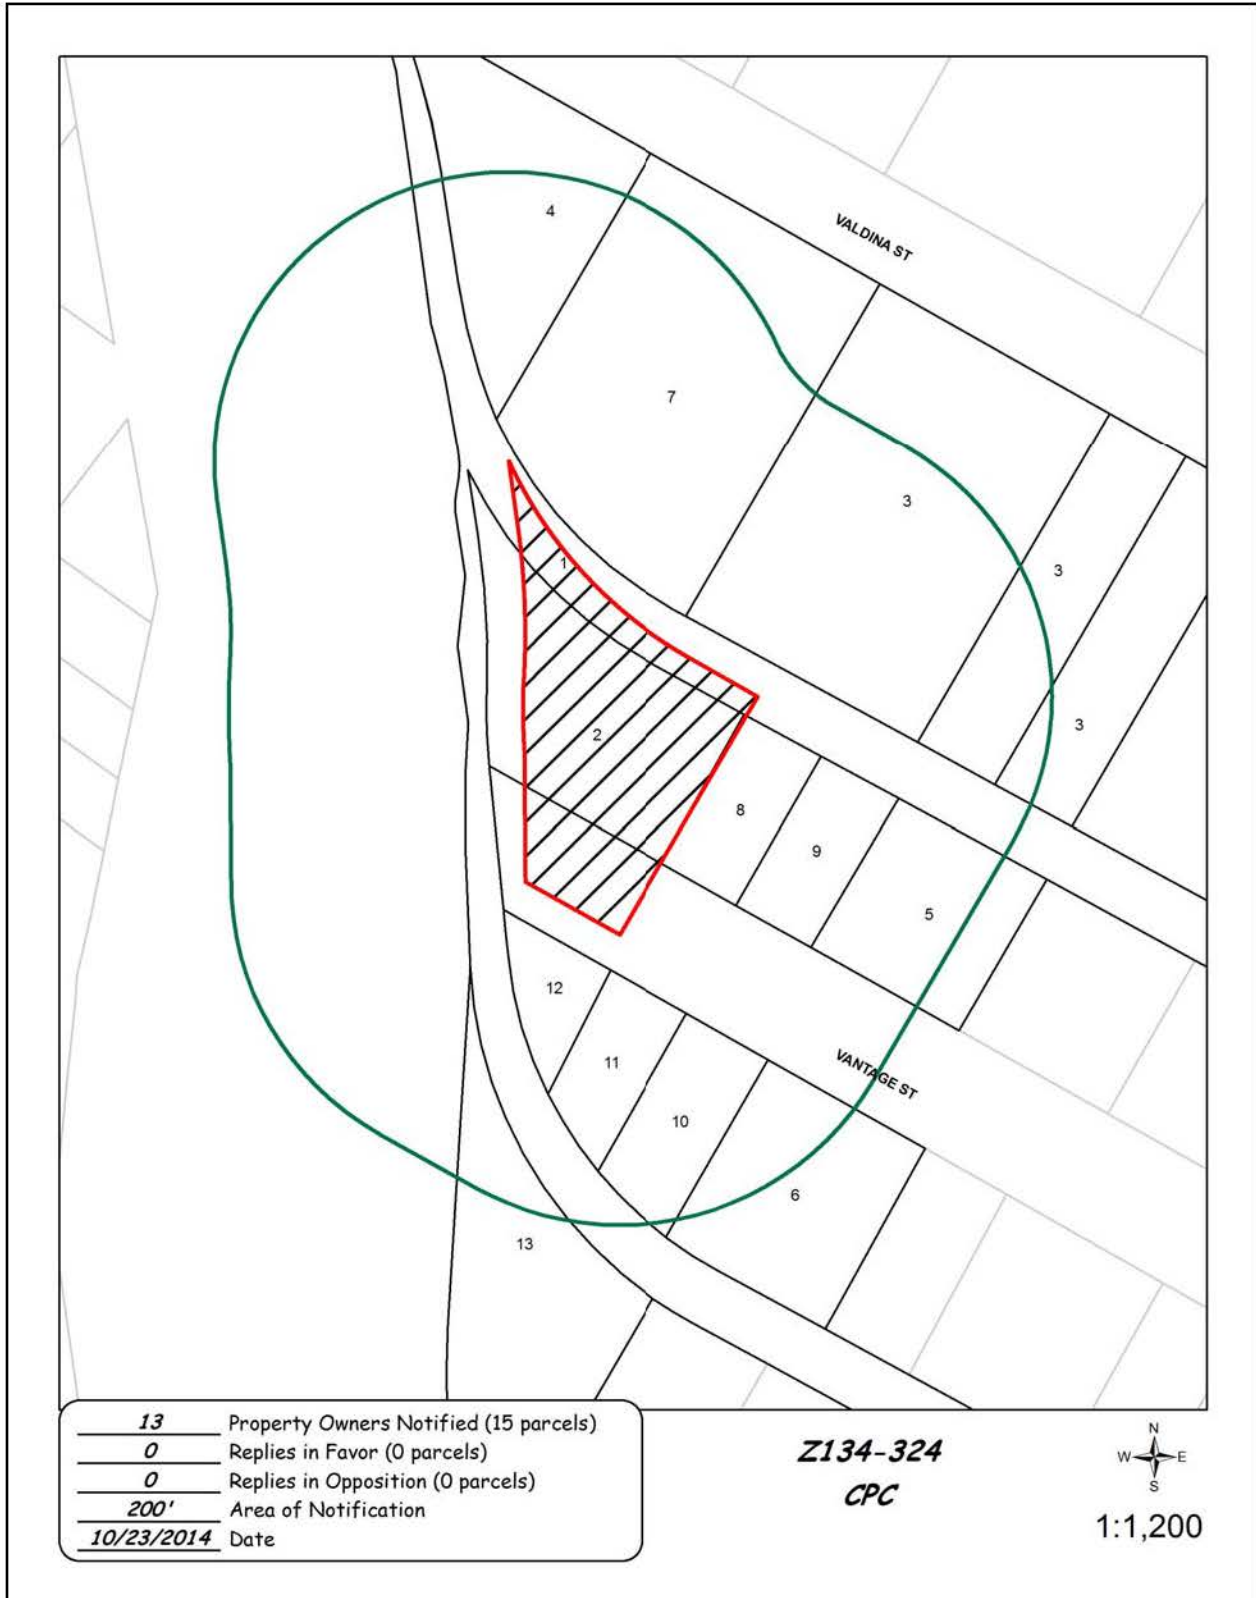 4
VALDINA ST
7
3
3
1
3
2
8
9
5
12
11
VANTAGE ST
10
6
13
13 Property Owners Notified (15 parcels)
0 Replies in Favor (0 parcels)
0 Replies in Opposition (0 parcels)
200' Area of Notification
10/23/2014 Date
Z134-324
CPC
N
W E
S
1:1,200